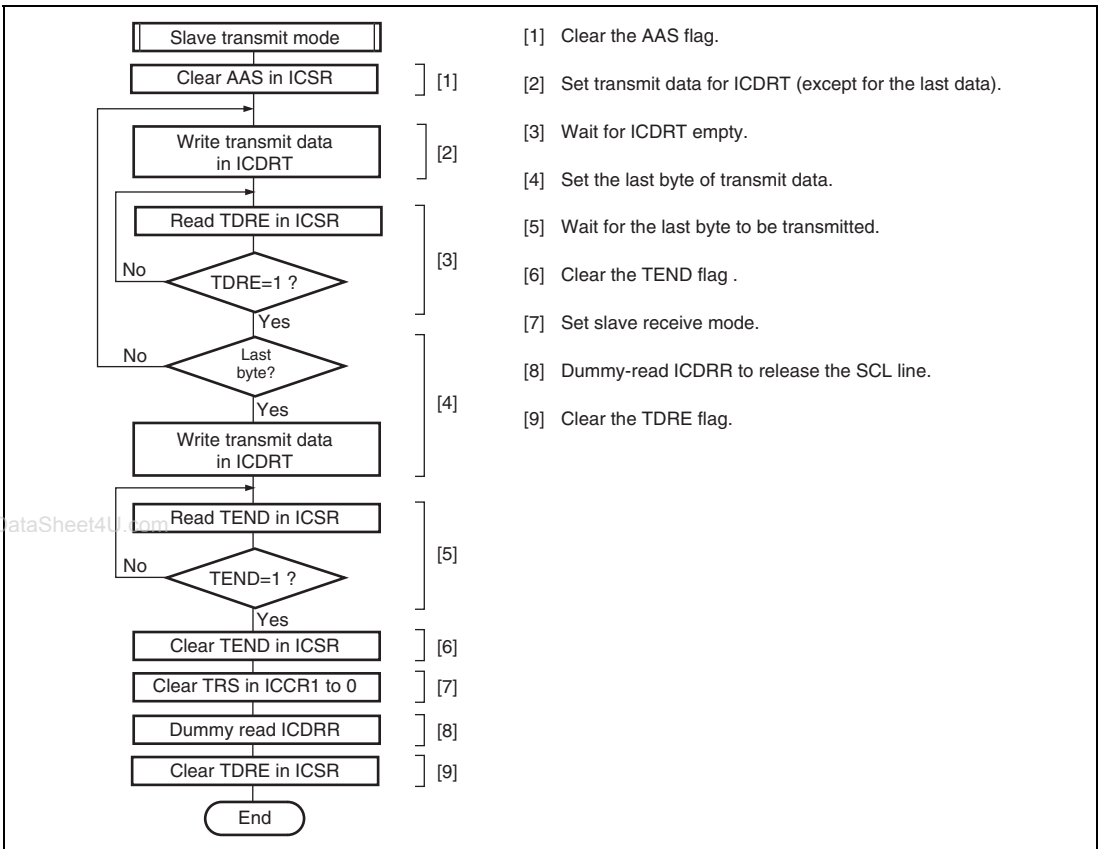 Slave transmit mode
Clear AAS in ICSR
[1]
Write transmit data
in ICDRT
[2]
Read TDRE in ICSR
[3]
No
TDRE=1 ?
Yes
No
Last
byte?
[4]
Yes
Write transmit data
in ICDRT
DataSheet4U.com
Read TEND in ICSR
[5]
No
TEND=1 ?
Yes
Clear TEND in ICSR
[6]
Clear TRS in ICCR1 to 0
[7]
Dummy read ICDRR
[8]
Clear TDRE in ICSR
[9]
End
[1] Clear the AAS flag.
[2] Set transmit data for ICDRT (except for the last data).
[3] Wait for ICDRT empty.
[4] Set the last byte of transmit data.
[5] Wait for the last byte to be transmitted.
[6] Clear the TEND flag .
[7] Set slave receive mode.
[8] Dummy-read ICDRR to release the SCL line.
[9] Clear the TDRE flag.